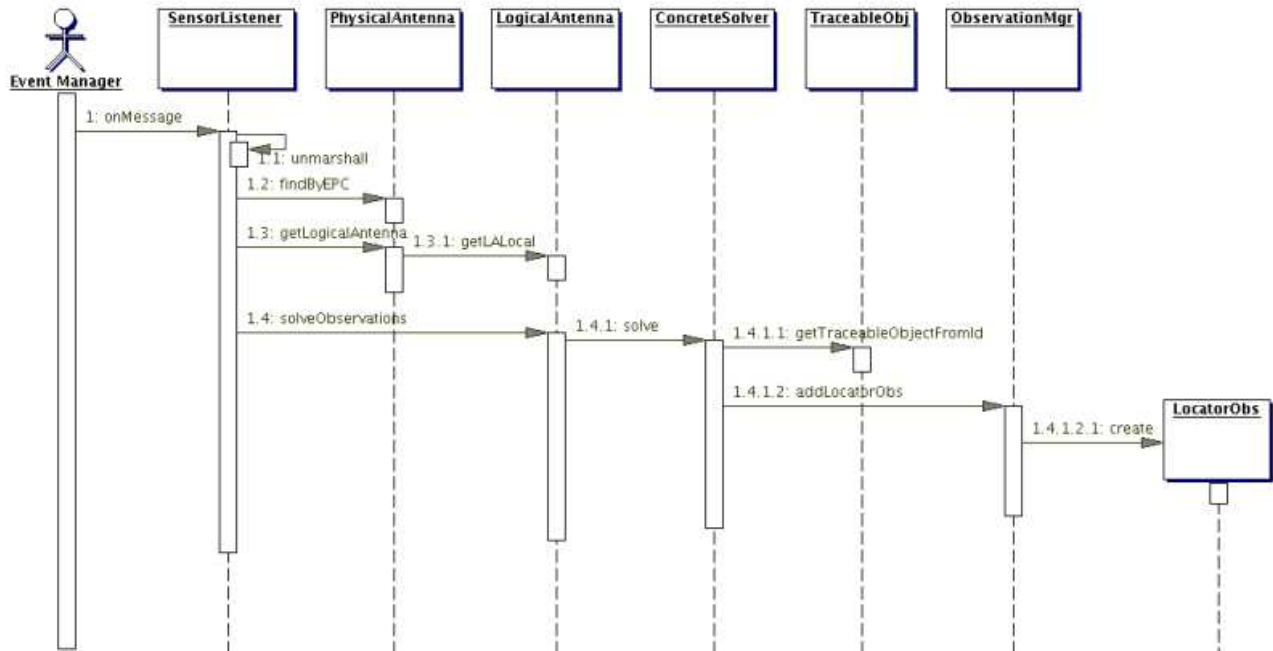 SensorListener
PhysicalAntenna
LogicalAntenna
ConcreteSolver
TraceableObj
ObservationMgr
Event Manager
1: onMessage
1.1: unmarshall
1.2: findByEPC
1.3: getLogicalAntenna
1.3.1: getLALocal
1.4: solveObservations
1.4.1: solve
1.4.1.1: getTraceableObjectFromId
1.4.1.2: addLocatorObs
LocatorObs
1.4.1.2.1: create